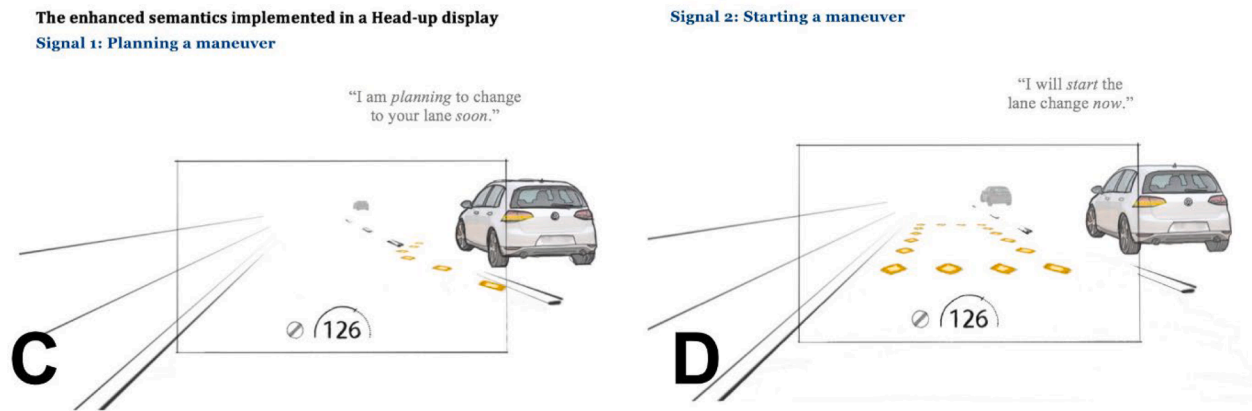 The enhanced semantics implemented in a Head-up display
Signal 1: Planning a maneuver
“I am planning to change
to your lane soon.”
126
C
Signal 2: Starting a maneuver
“I will start the
lane change now.”
126
D